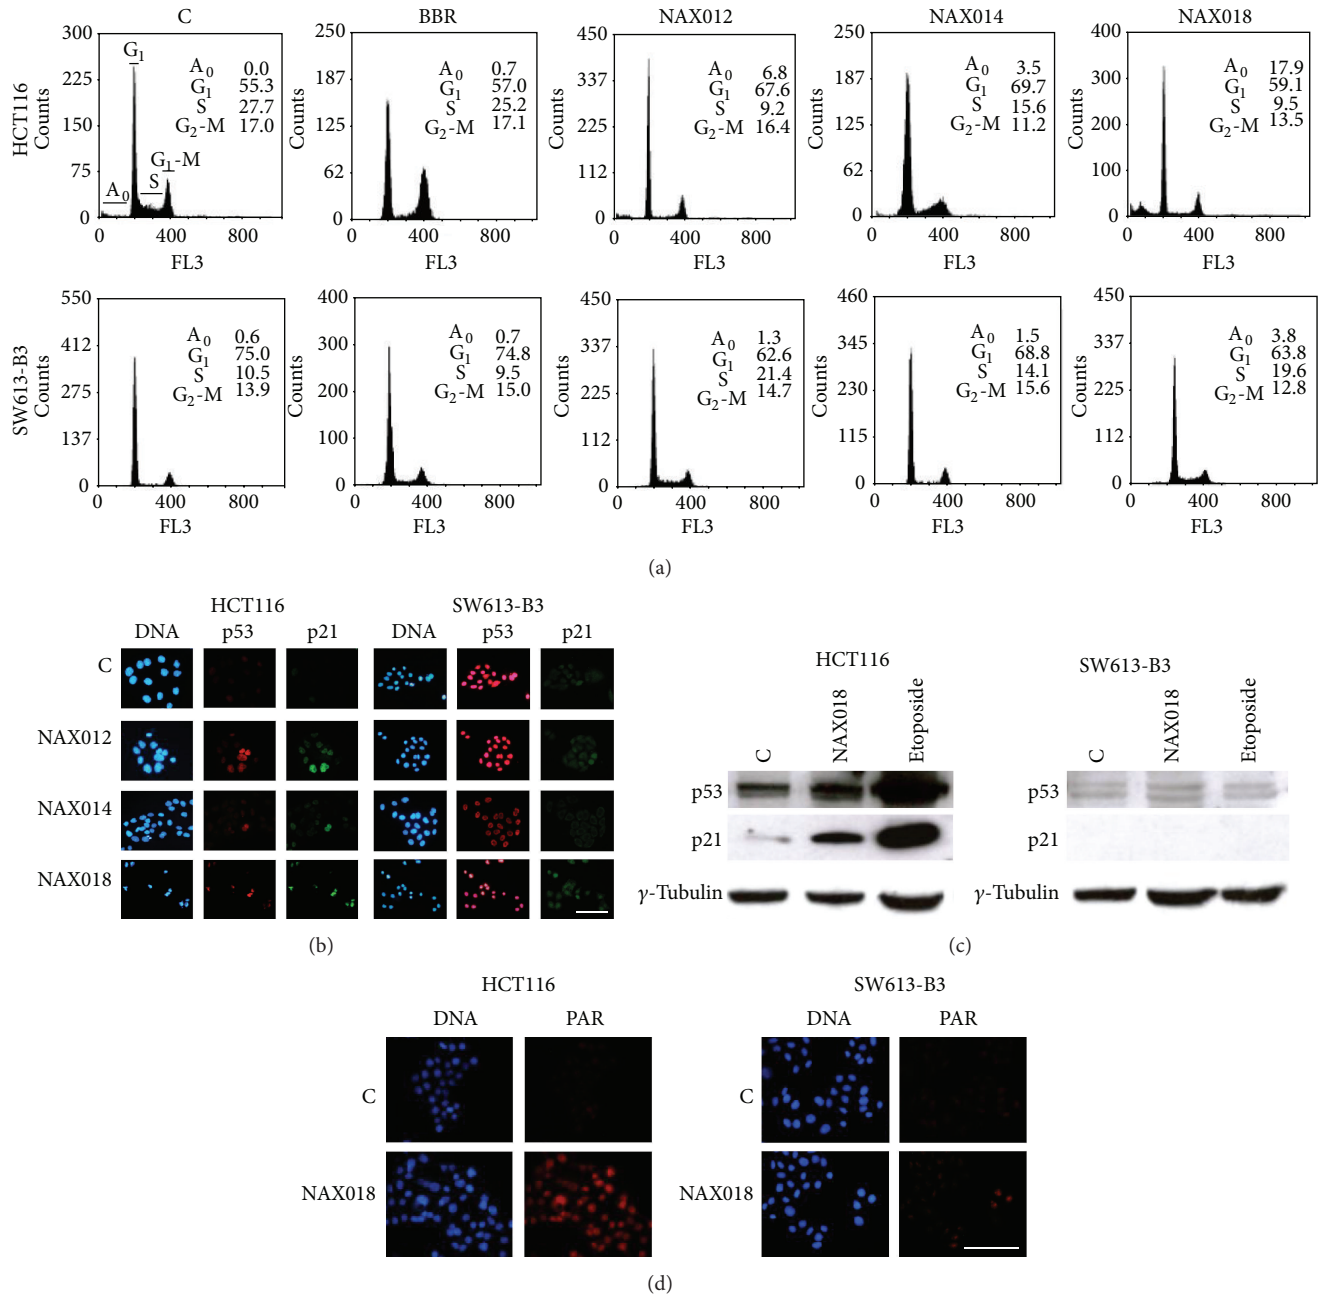 C BBR NAX012 NAX014 NAX018
HCT116
Counts
300
225
150
75
0
G1
A0
S
G1-M
A0 0.0
G1 55.3
S 27.7
G2-M 17.0
0 400 800
FL3
Counts
250
187
125
62
0
A0 0.7
G1 57.0
S 25.2
G2-M 17.1
0 400 800
FL3
Counts
450
337
225
112
0
A0 6.8
G1 67.6
S 9.2
G2-M 16.4
0 400 800
FL3
Counts
250
187
125
62
0
A0 3.5
G1 69.7
S 15.6
G2-M 11.2
0 400 800
FL3
Counts
400
300
200
100
0
A0 17.9
G1 59.1
S 9.5
G2-M 13.5
0 400 800
FL3
SW613-B3
Counts
550
412
275
137
0
A0 0.6
G1 75.0
S 10.5
G2-M 13.9
0 400 800
FL3
Counts
400
300
200
100
0
A0 0.7
G1 74.8
S 9.5
G2-M 15.0
0 400 800
FL3
Counts
450
337
225
112
0
A0 1.3
G1 62.6
S 21.4
G2-M 14.7
0 400 800
FL3
Counts
460
345
230
115
0
A0 1.5
G1 68.8
S 14.1
G2-M 15.6
0 400 800
FL3
Counts
450
337
225
112
0
A0 3.8
G1 63.8
S 19.6
G2-M 12.8
0 400 800
FL3
(a)
HCT116 SW613-B3
DNA p53 p21 DNA p53 p21
C
NAX012
NAX014
NAX018
(b)
HCT116 SW613-B3
C NAX018 Etoposide C NAX018 Etoposide
p53 p53
p21 p21
γ-Tubulin γ-Tubulin
(c)
HCT116 SW613-B3
DNA PAR DNA PAR
C C
NAX018 NAX018
(d)